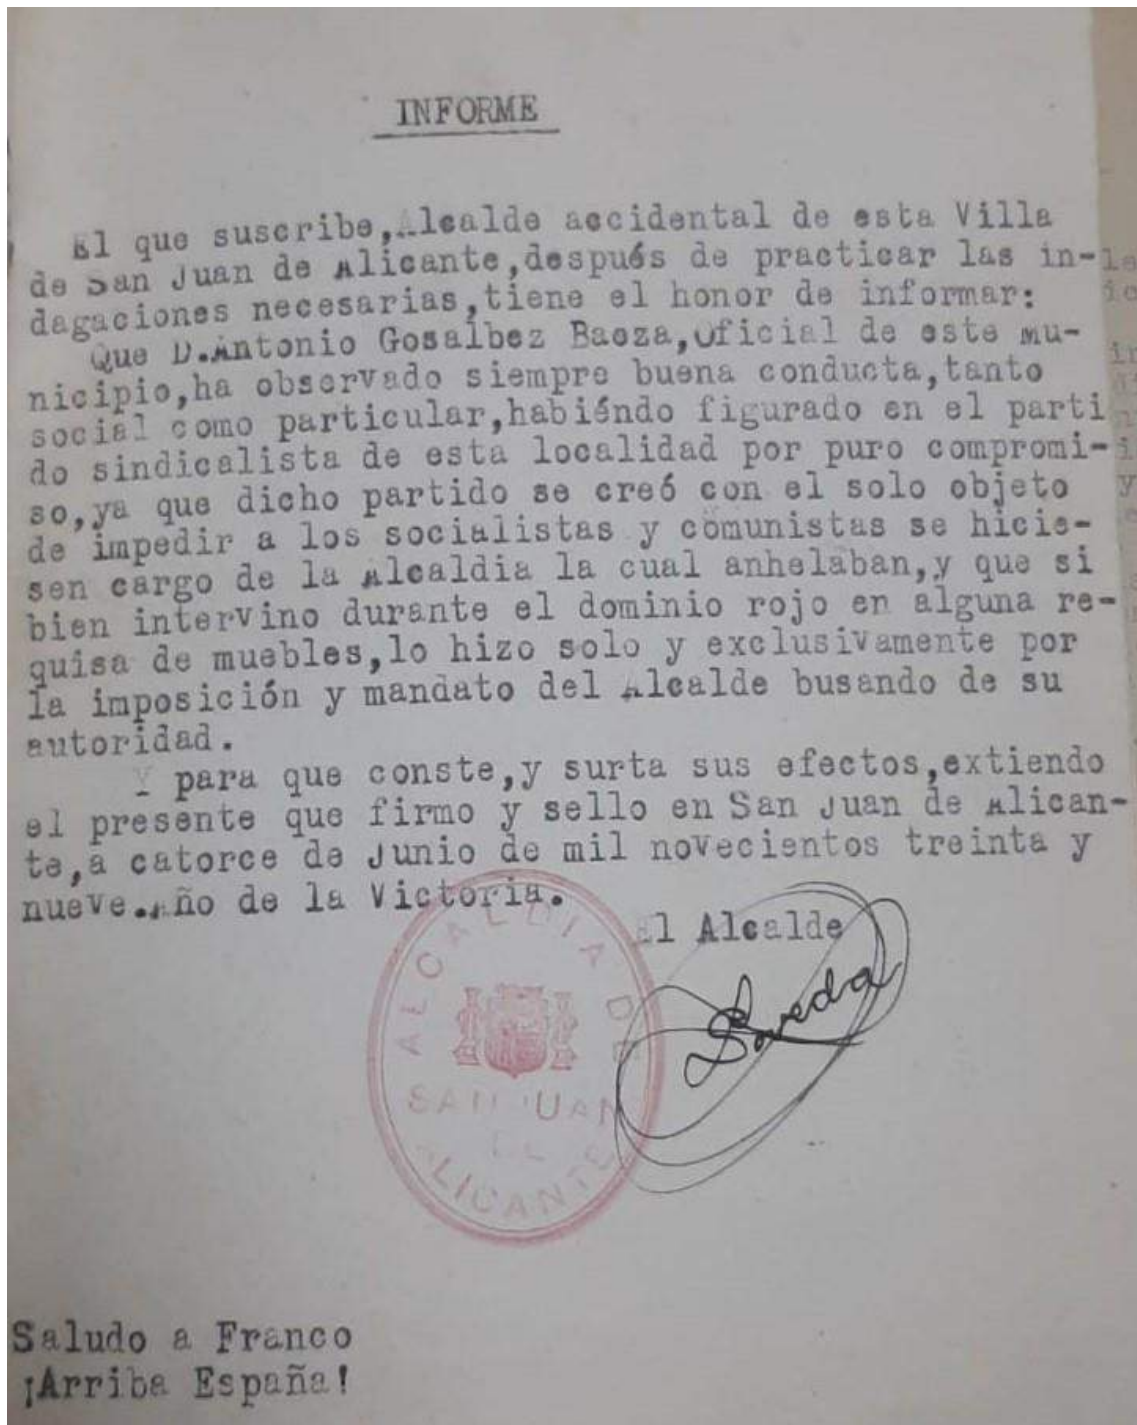 INFORME
El que suscribe,Alcalde accidental de esta Villa
de San Juan de Alicante,después de practicar las in-
dagaciones necesarias,tiene el honor de informar:
Que D.Antonio Gosalbez Baeza,Oficial de este mu-
nicipio,ha observado siempre buena conducta,tanto
social como particular,habiéndo figurado en el parti
do sindicalista de esta localidad por puro compromi-
so,ya que dicho partido se creó con el solo objeto
de impedir a los socialistas y comunistas se hicie-
sen cargo de la Alcaldia la cual anhelaban,y que si
bien intervino durante el dominio rojo en alguna re-
quisa de muebles,lo hizo solo y exclusivamente por
la imposición y mandato del Alcalde busando de su
autoridad.
Y para que conste,y surta sus efectos,extiendo
el presente que firmo y sello en San Juan de Alican-
te,a catorce de Junio de mil novecientos treinta y
nueve.Año de la Victoria.
El Alcalde
ALCALDIA DE
SAN JUAN
DE
ALICANTE
Saludo a Franco
¡Arriba España!